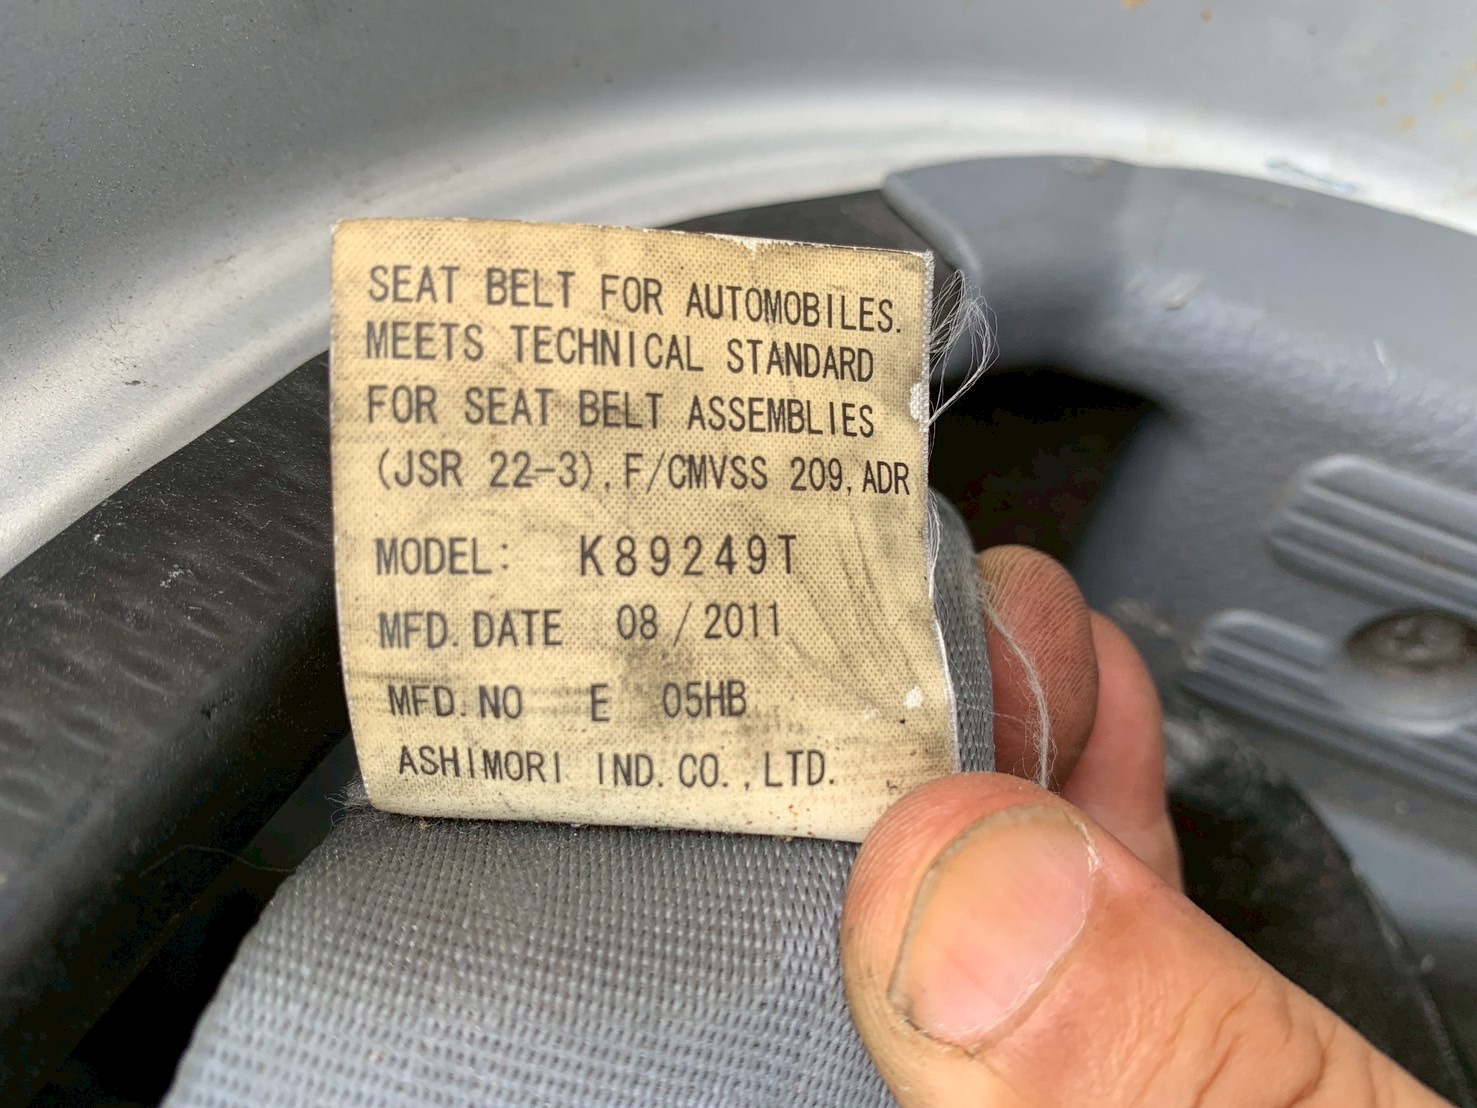 SEAT BELT FOR AUTOMOBILES.
MEETS TECHNICAL STANDARD
FOR SEAT BELT ASSEMBLIES
(JSR 22-3), F/CMVSS 209, ADR
MODEL: K89249T
MFD. DATE 08 / 2011
MFD. NO E 05HB
ASHIMORI IND. CO., LTD.